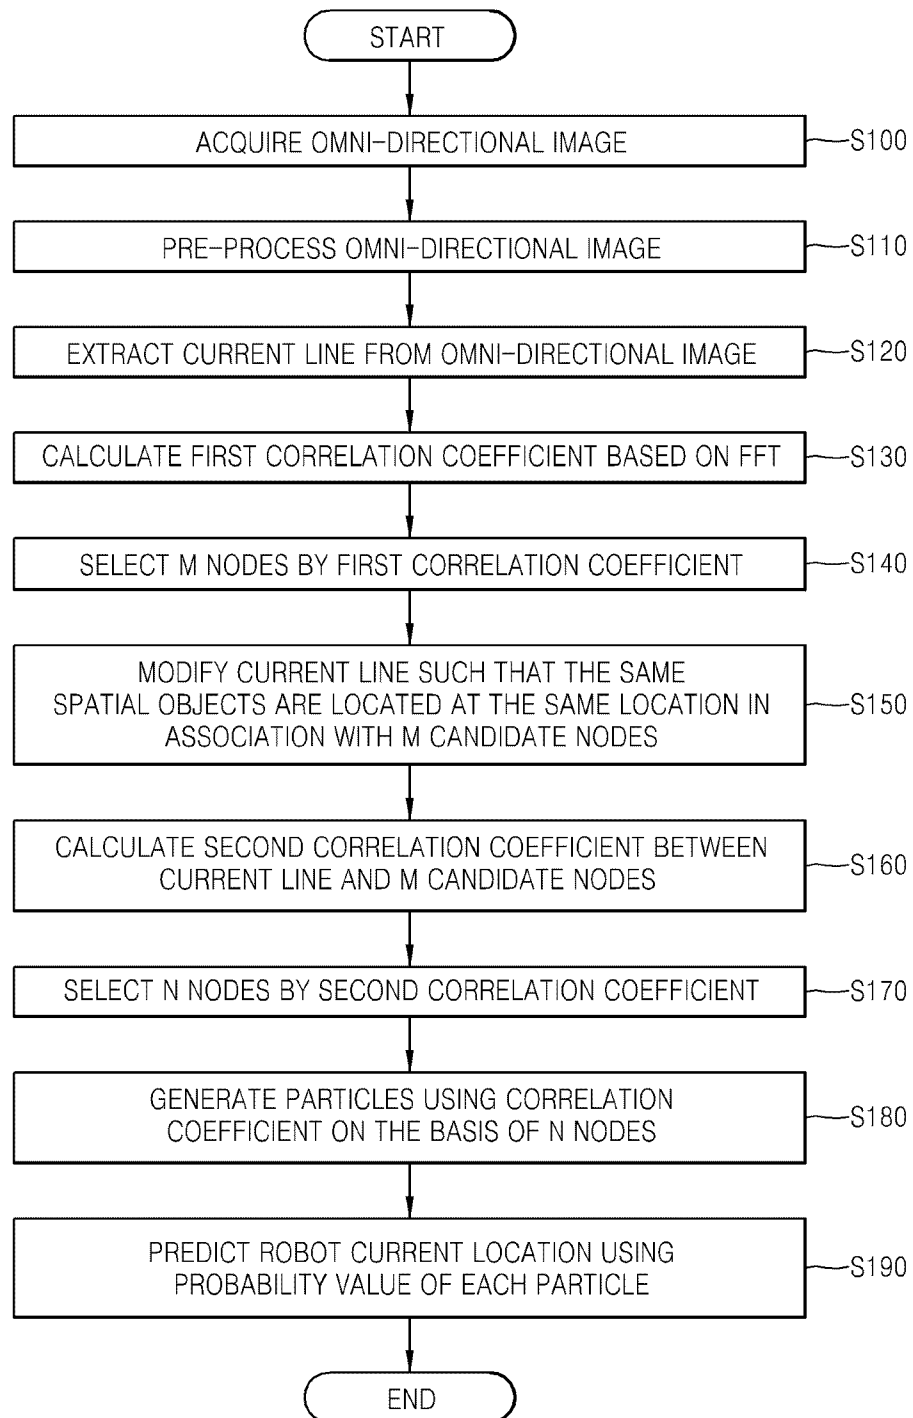 START
ACQUIRE OMNI-DIRECTIONAL IMAGE
S100
PRE-PROCESS OMNI-DIRECTIONAL IMAGE
S110
EXTRACT CURRENT LINE FROM OMNI-DIRECTIONAL IMAGE
S120
CALCULATE FIRST CORRELATION COEFFICIENT BASED ON FFT
S130
SELECT M NODES BY FIRST CORRELATION COEFFICIENT
S140
MODIFY CURRENT LINE SUCH THAT THE SAME
SPATIAL OBJECTS ARE LOCATED AT THE SAME LOCATION IN
ASSOCIATION WITH M CANDIDATE NODES
S150
CALCULATE SECOND CORRELATION COEFFICIENT BETWEEN
CURRENT LINE AND M CANDIDATE NODES
S160
SELECT N NODES BY SECOND CORRELATION COEFFICIENT
S170
GENERATE PARTICLES USING CORRELATION
COEFFICIENT ON THE BASIS OF N NODES
S180
PREDICT ROBOT CURRENT LOCATION USING
PROBABILITY VALUE OF EACH PARTICLE
S190
END